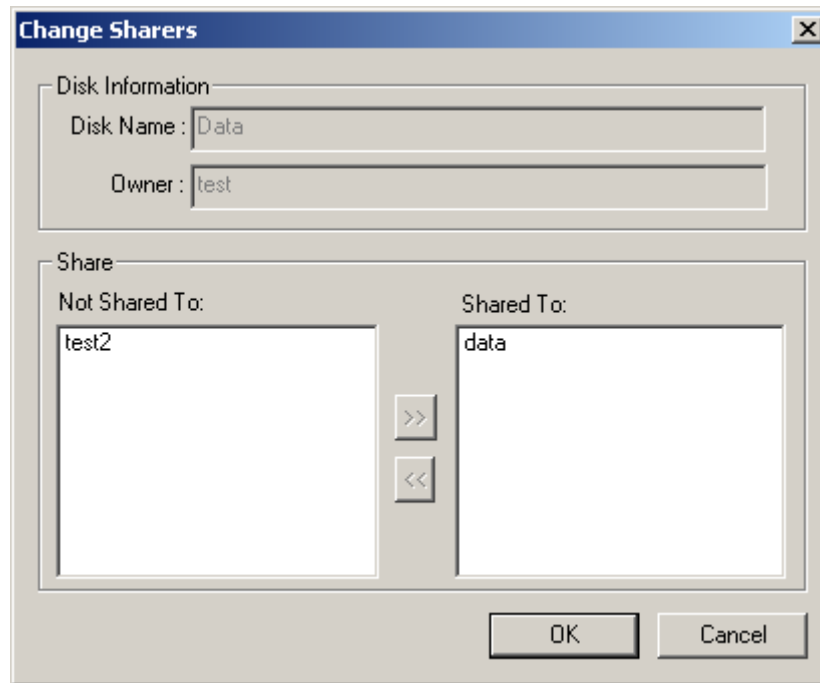 Change Sharers
Disk Information
Disk Name : Data
Owner : test
Share
Not Shared To:
Shared To:
test2
data
>>
<<
OK
Cancel